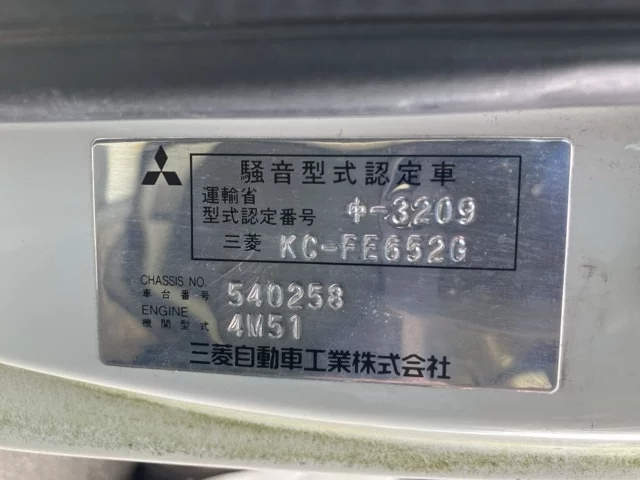 騒音型式認定車
運輸省
型式認定番号 中-3209
三菱 KC-FE652G
CHASSIS NO.
車台番号 540258
ENGINE
機関型式 4M51
三菱自動車工業株式会社